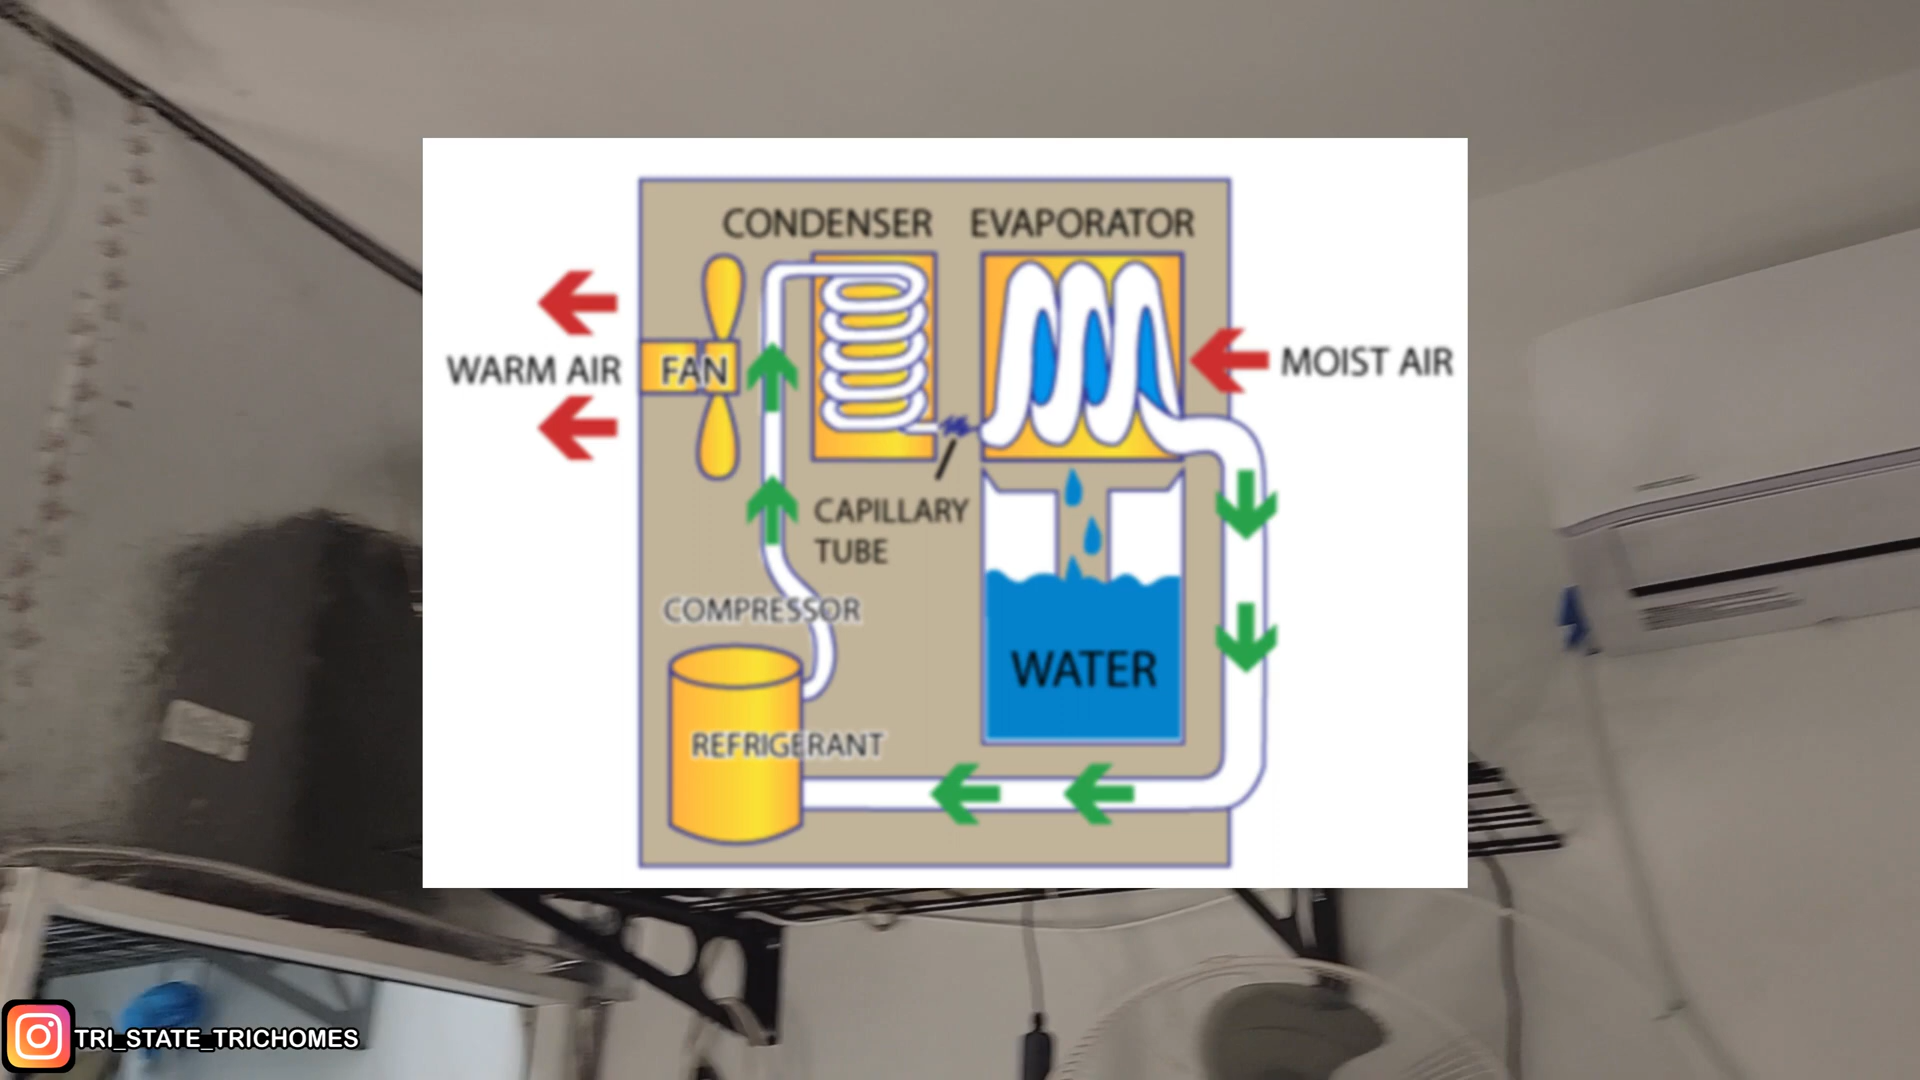 CONDENSER
EVAPORATOR
WARM AIR
FAN
MOIST AIR
CAPILLARY
TUBE
COMPRESSOR
WATER
REFRIGERANT
TRI_STATE_TRICHOMES